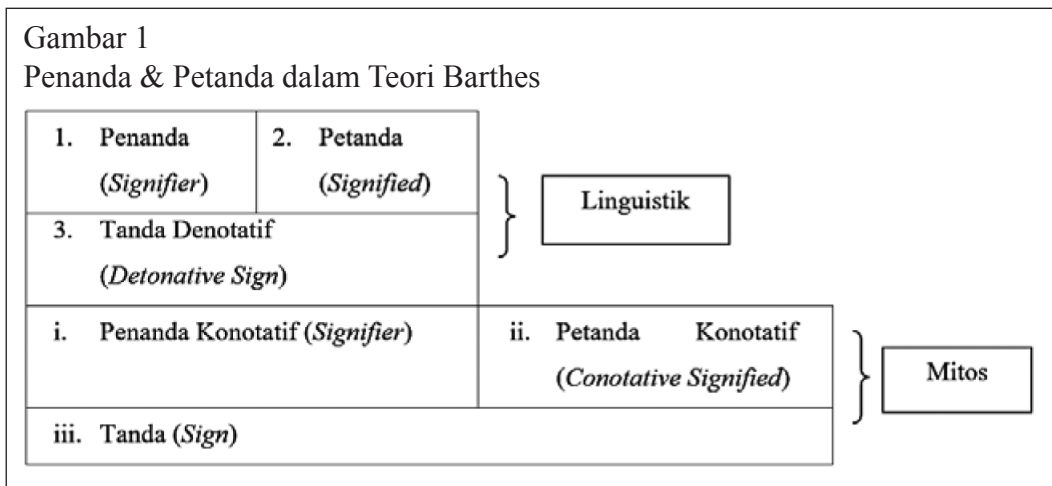 Gambar 1
Penanda & Petanda dalam Teori Barthes
1. Penanda
(Signifier)
2. Petanda
(Signified)
3. Tanda Denotatif
(Detonative Sign)
Linguistik
i. Penanda Konotatif (Signifier)
ii. Petanda Konotatif
(Conotative Signified)
iii. Tanda (Sign)
Mitos